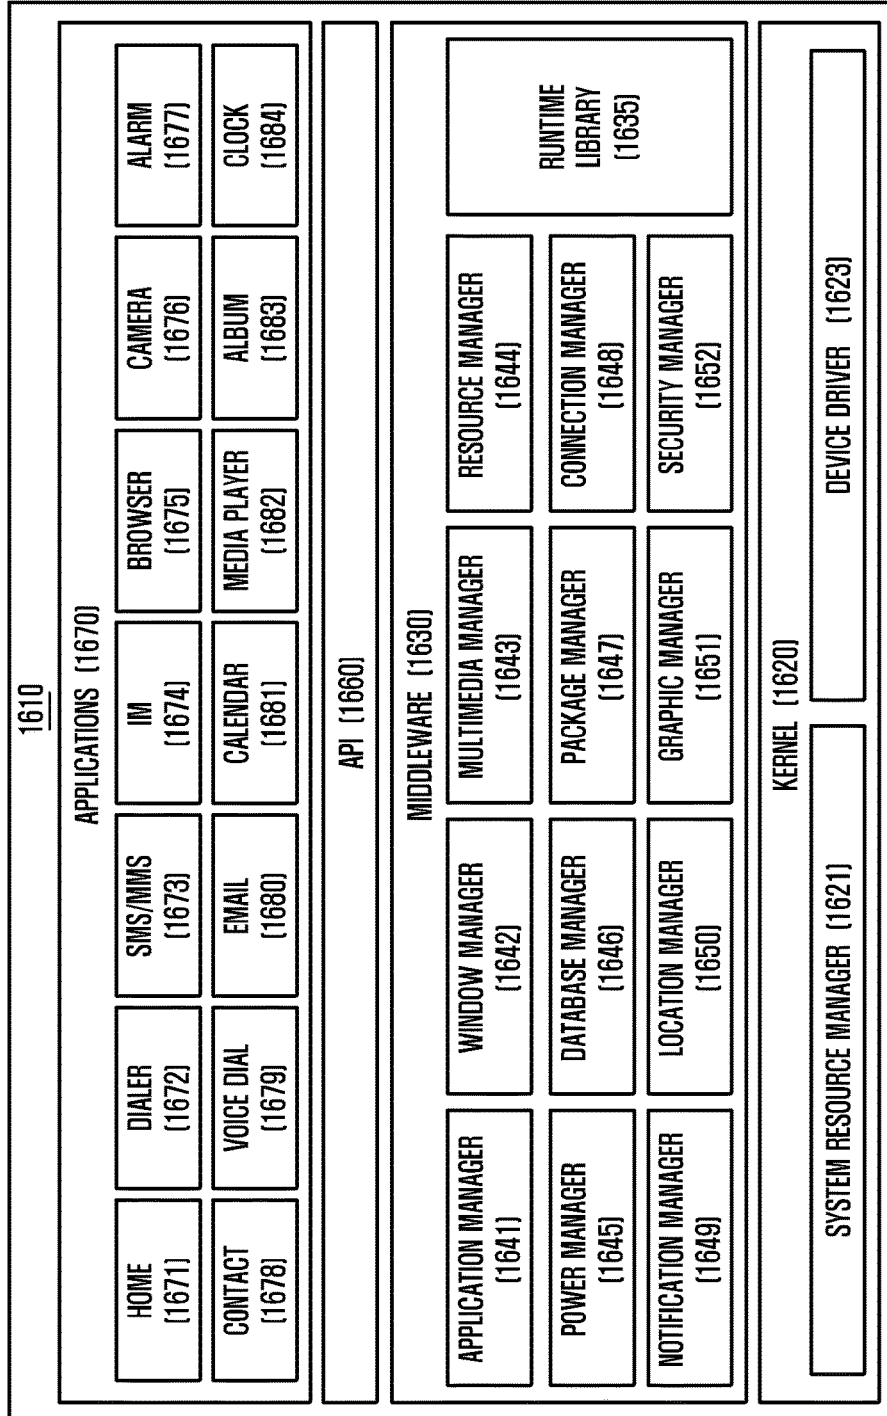 1610
APPLICATIONS (1670)
HOME
(1671)
DIALER
(1672)
SMS/MMS
(1673)
IM
(1674)
BROWSER
(1675)
CAMERA
(1676)
ALARM
(1677)
CONTACT
(1678)
VOICE DIAL
(1679)
EMAIL
(1680)
CALENDAR
(1681)
MEDIA PLAYER
(1682)
ALBUM
(1683)
CLOCK
(1684)
API (1660)
MIDDLEWARE (1630)
APPLICATION MANAGER
(1641)
WINDOW MANAGER
(1642)
MULTIMEDIA MANAGER
(1643)
RESOURCE MANAGER
(1644)
POWER MANAGER
(1645)
DATABASE MANAGER
(1646)
PACKAGE MANAGER
(1647)
CONNECTION MANAGER
(1648)
NOTIFICATION MANAGER
(1649)
LOCATION MANAGER
(1650)
GRAPHIC MANAGER
(1651)
SECURITY MANAGER
(1652)
RUNTIME
LIBRARY
(1635)
KERNEL (1620)
SYSTEM RESOURCE MANAGER (1621)
DEVICE DRIVER (1623)